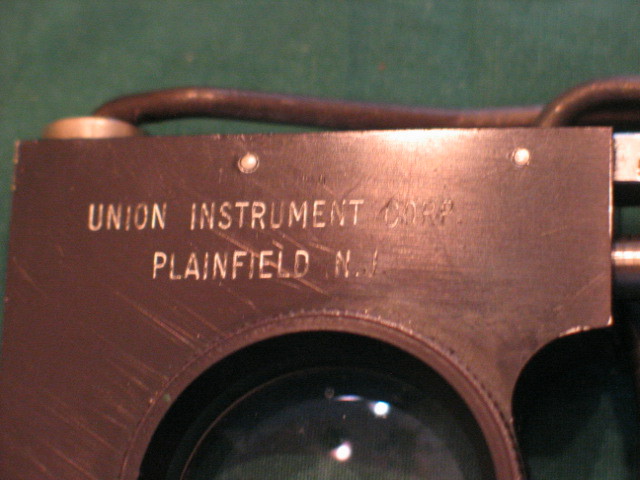 UNION INSTRUMENT CORP.
PLAINFIELD N.J.